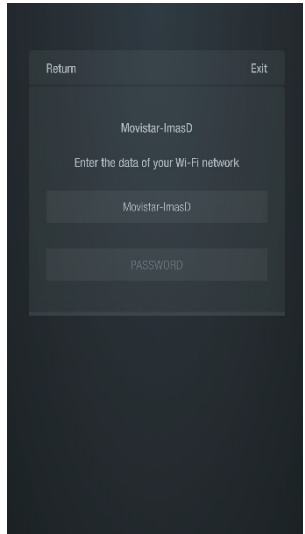 Return Exit
Movistar-ImasD
Enter the data of your Wi-Fi network
Movistar-ImasD
PASSWORD